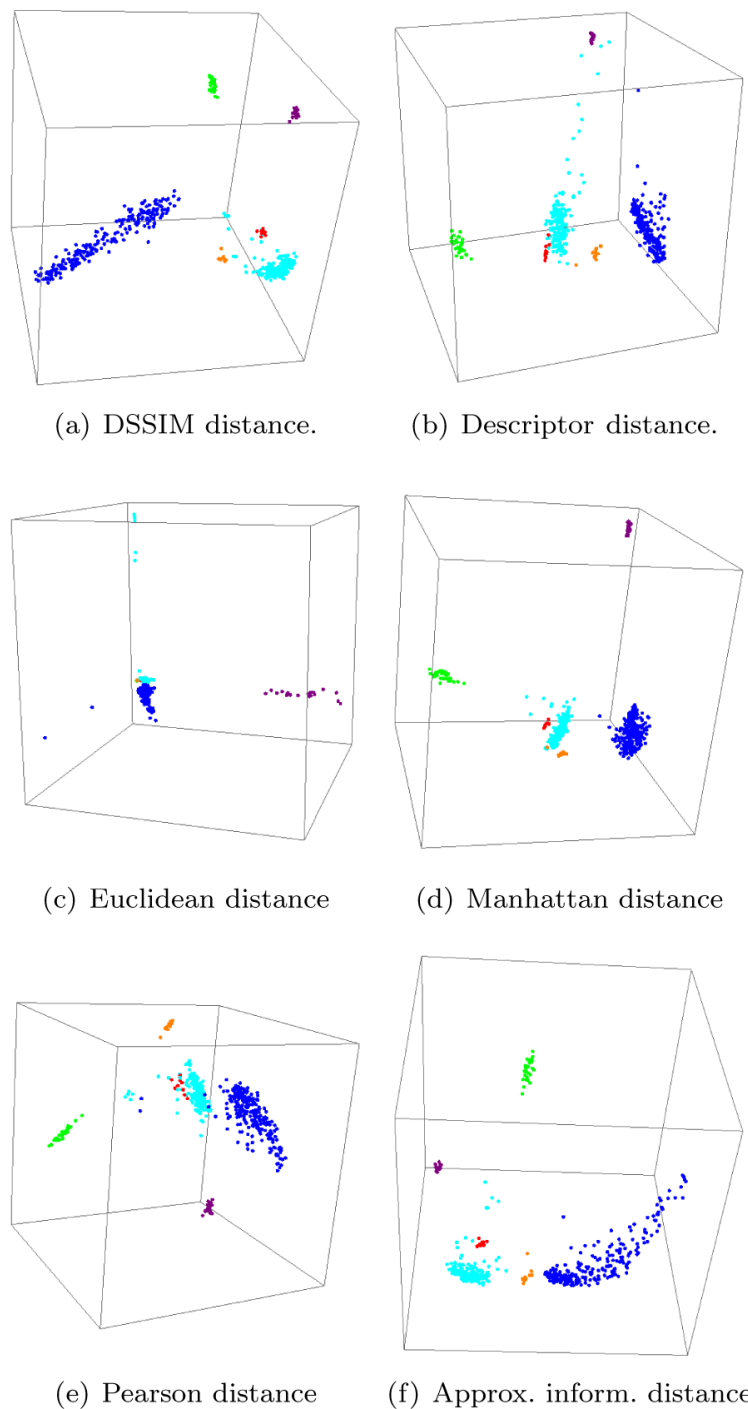 (a) DSSIM distance.
(b) Descriptor distance.
(c) Euclidean distance
(d) Manhattan distance
(e) Pearson distance
(f) Approx. inform. distance